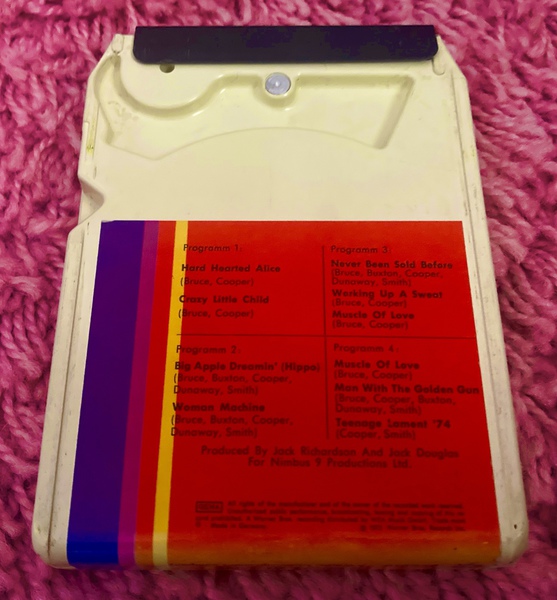 Programm 1:
Hard Hearted Alice
(Bruce, Cooper)
Crazy Little Child
(Bruce, Cooper)
Programm 2:
Big Apple Dreamin' (Hippo)
(Bruce, Buxton, Cooper,
Dunaway, Smith)
Woman Machine
(Bruce, Buxton, Cooper,
Dunaway, Smith)
Programm 3:
Never Been Sold Before
(Bruce, Buxton, Cooper,
Dunaway, Smith)
Working Up A Sweat
(Bruce, Cooper)
Muscle Of Love
(Bruce, Cooper)
Programm 4:
Muscle Of Love
(Bruce, Cooper)
Man With The Golden Gun
(Bruce, Buxton, Cooper,
Dunaway, Smith)
Teenage Lament '74
(Cooper, Smith)
Produced By Jack Richardson And Jack Douglas
For Nimbus 9 Productions Ltd.